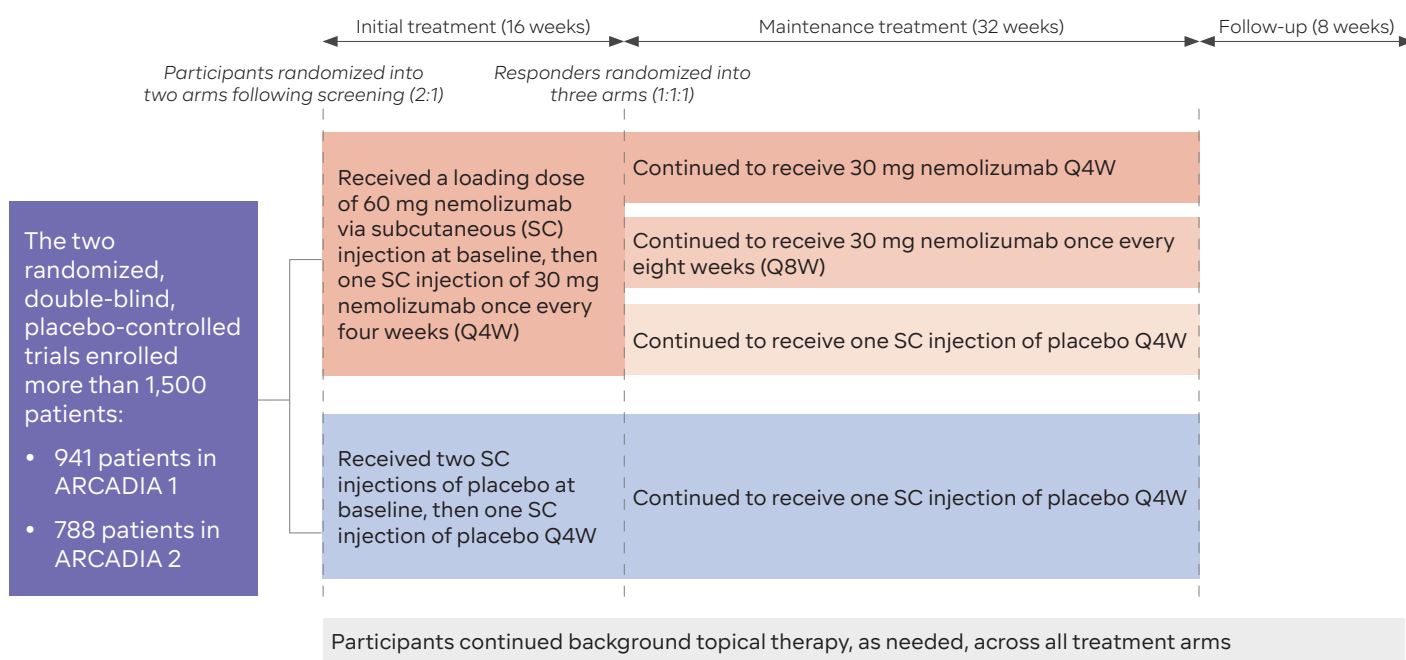 Initial treatment (16 weeks)
Maintenance treatment (32 weeks)
Follow-up (8 weeks)
Participants randomized into
two arms following screening (2:1)
Responders randomized into
three arms (1:1:1)
The two
randomized,
double-blind,
placebo-controlled
trials enrolled
more than 1,500
patients:
• 941 patients in
ARCADIA 1
• 788 patients in
ARCADIA 2
Received a loading dose
of 60 mg nemolizumab
via subcutaneous (SC)
injection at baseline, then
one SC injection of 30 mg
nemolizumab once every
four weeks (Q4W)
Continued to receive 30 mg nemolizumab Q4W
Continued to receive 30 mg nemolizumab once every
eight weeks (Q8W)
Continued to receive one SC injection of placebo Q4W
Received two SC
injections of placebo at
baseline, then one SC
injection of placebo Q4W
Continued to receive one SC injection of placebo Q4W
Participants continued background topical therapy, as needed, across all treatment arms